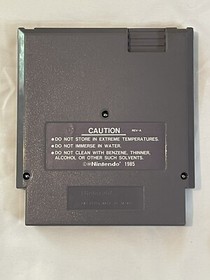 CAUTION REV-A
●DO NOT STORE IN EXTREME TEMPERATURES.
●DO NOT IMMERSE IN WATER.
●DO NOT CLEAN WITH BENZENE, THINNER,
ALCOHOL OR OTHER SUCH SOLVENTS.
©®Nintendo® 1985